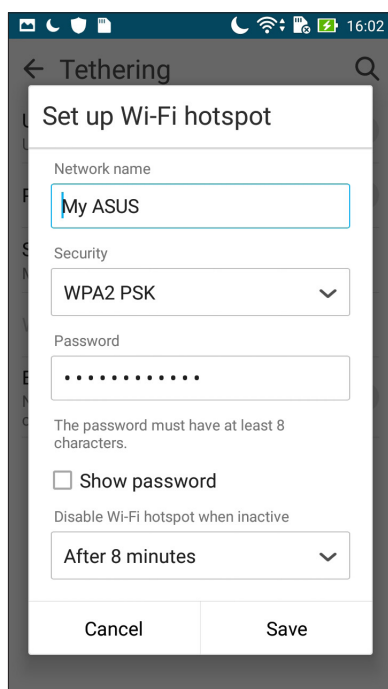 16:02
Tethering
Set up Wi-Fi hotspot
Network name
My ASUS
Security
WPA2 PSK
Password
••••••••••••
The password must have at least 8
characters.
Show password
Disable Wi-Fi hotspot when inactive
After 8 minutes
Cancel Save